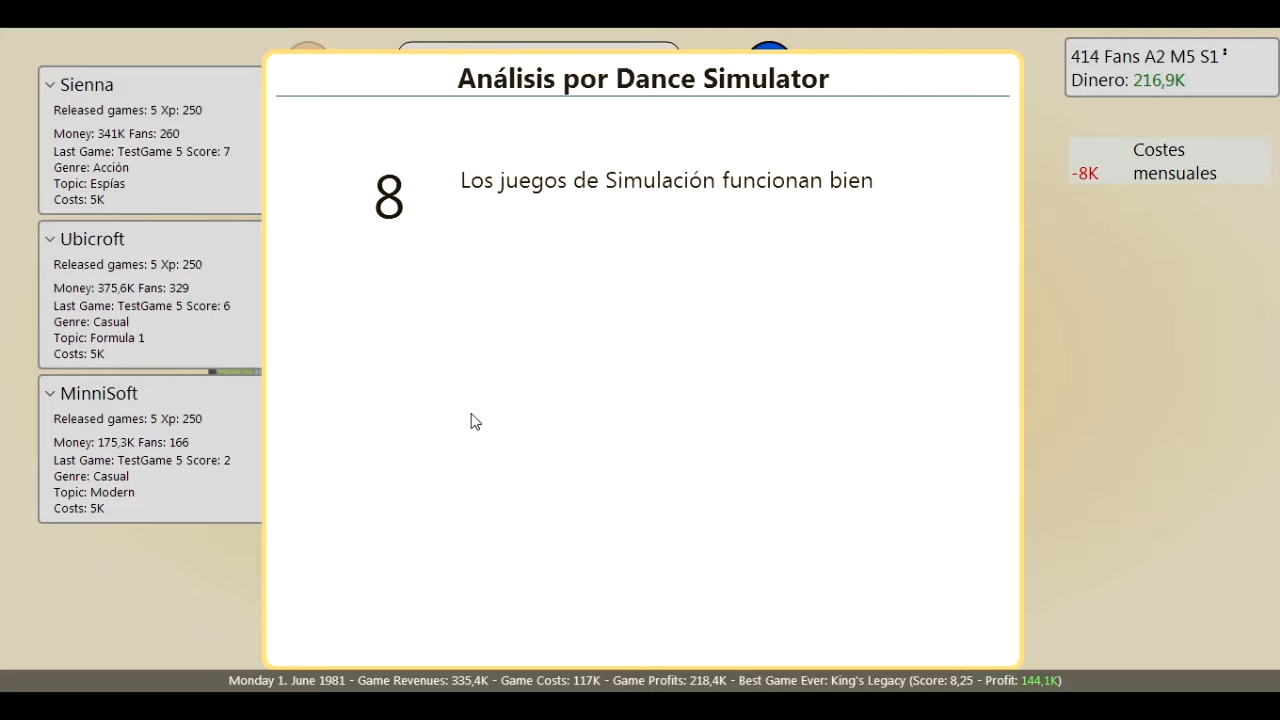 Análisis por Dance Simulator
8
Los juegos de Simulación funcionan bien
Sienna
Released games: 5 Xp: 250
Money: 341K Fans: 260
Last Game: TestGame 5 Score: 7
Genre: Acción
Topic: Espías
Costs: 5K
Ubicroft
Released games: 5 Xp: 250
Money: 375,6K Fans: 329
Last Game: TestGame 5 Score: 6
Genre: Casual
Topic: Formula 1
Costs: 5K
MinniSoft
Released games: 5 Xp: 250
Money: 175,3K Fans: 166
Last Game: TestGame 5 Score: 2
Genre: Casual
Topic: Modern
Costs: 5K
414 Fans A2 M5 S1
Dinero: 216,9K
Costes
-8K mensuales
Monday 1. June 1981 - Game Revenues: 335,4K - Game Costs: 117K - Game Profits: 218,4K - Best Game Ever: King's Legacy (Score: 8,25 - Profit: 144,1K)